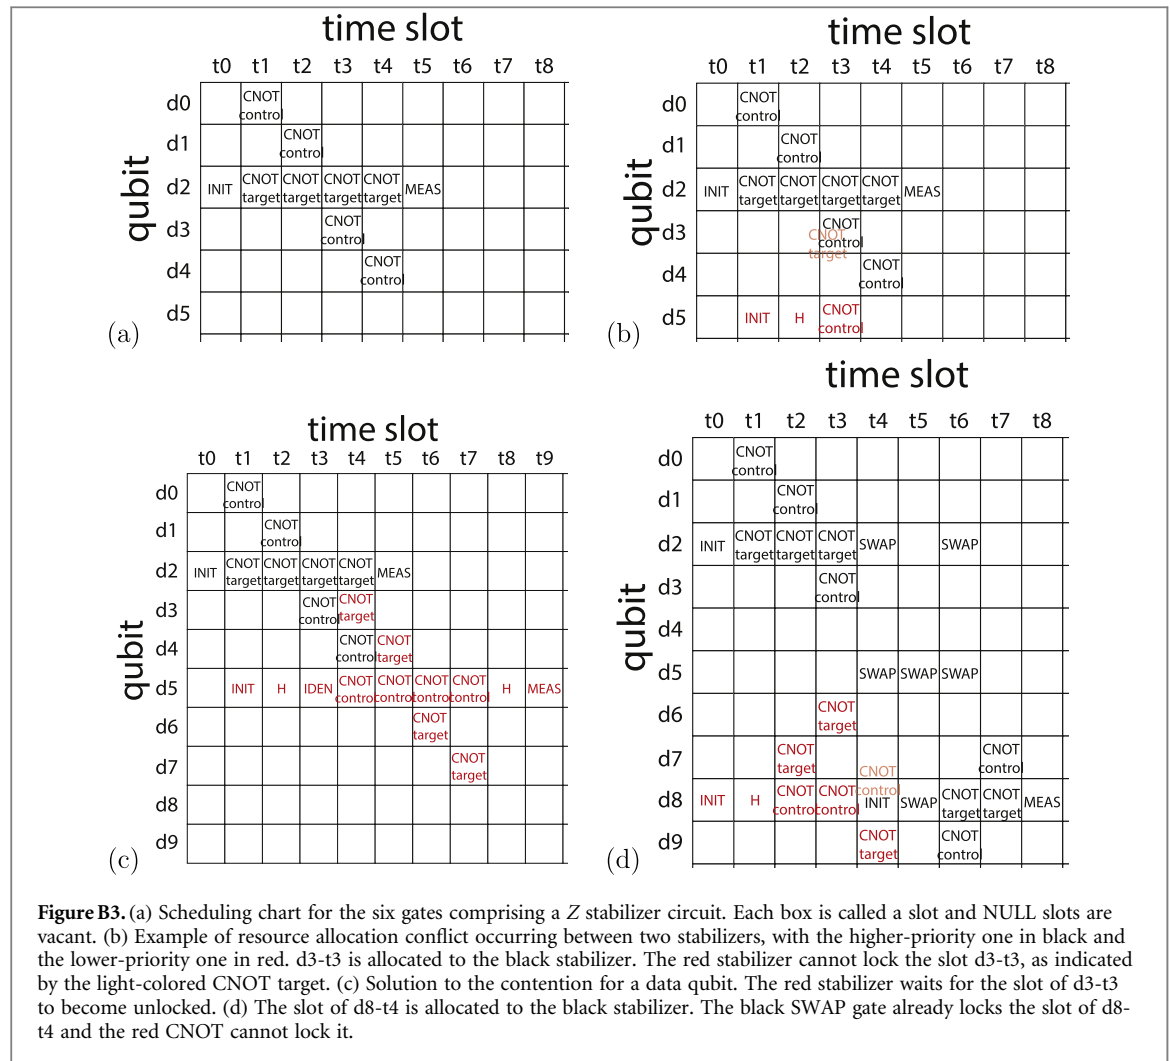 time slot
t0 t1 t2 t3 t4 t5 t6 t7 t8
qubit
d0 CNOT control
d1 CNOT control
d2 INIT CNOT target CNOT target CNOT target CNOT target MEAS
d3 CNOT control
d4 CNOT control
d5
(a)
time slot
t0 t1 t2 t3 t4 t5 t6 t7 t8
qubit
d0 CNOT control
d1 CNOT control
d2 INIT CNOT target CNOT target CNOT target CNOT target MEAS
d3 CNOT target CNOT control
d4 CNOT control
d5 INIT H CNOT control
(b)
time slot
t0 t1 t2 t3 t4 t5 t6 t7 t8 t9
qubit
d0 CNOT control
d1 CNOT control
d2 INIT CNOT target CNOT target CNOT target CNOT target MEAS
d3 CNOT control CNOT target
d4 CNOT control CNOT target
d5 INIT H IDEN CNOT control CNOT control CNOT control CNOT control H MEAS
d6 CNOT target
d7 CNOT target
d8
d9
(c)
time slot
t0 t1 t2 t3 t4 t5 t6 t7 t8
qubit
d0 CNOT control
d1 CNOT control
d2 INIT CNOT target CNOT target CNOT target SWAP SWAP
d3 CNOT control
d4
d5 SWAP SWAP SWAP
d6 CNOT target
d7 CNOT target CNOT control
CNOT control
d8 INIT H CNOT control CNOT control INIT SWAP CNOT target CNOT target MEAS
d9 CNOT target CNOT control
(d)
Figure B3. (a) Scheduling chart for the six gates comprising a Z stabilizer circuit. Each box is called a slot and NULL slots are
vacant. (b) Example of resource allocation conflict occurring between two stabilizers, with the higher-priority one in black and
the lower-priority one in red. d3-t3 is allocated to the black stabilizer. The red stabilizer cannot lock the slot d3-t3, as indicated
by the light-colored CNOT target. (c) Solution to the contention for a data qubit. The red stabilizer waits for the slot of d3-t3
to become unlocked. (d) The slot of d8-t4 is allocated to the black stabilizer. The black SWAP gate already locks the slot of d8-
t4 and the red CNOT cannot lock it.